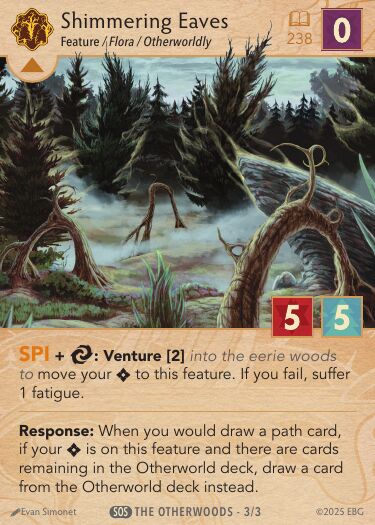 Shimmering Eaves
Feature / Flora / Otherworldly
238
0
5 5
SPI + : Venture [2] into the eerie woods
to move your to this feature. If you fail, suffer
1 fatigue.
Response: When you would draw a path card,
if your is on this feature and there are cards
remaining in the Otherworld deck, draw a card
from the Otherworld deck instead.
Evan Simonet
SOS THE OTHERWOODS - 3/3
©2025 EBG